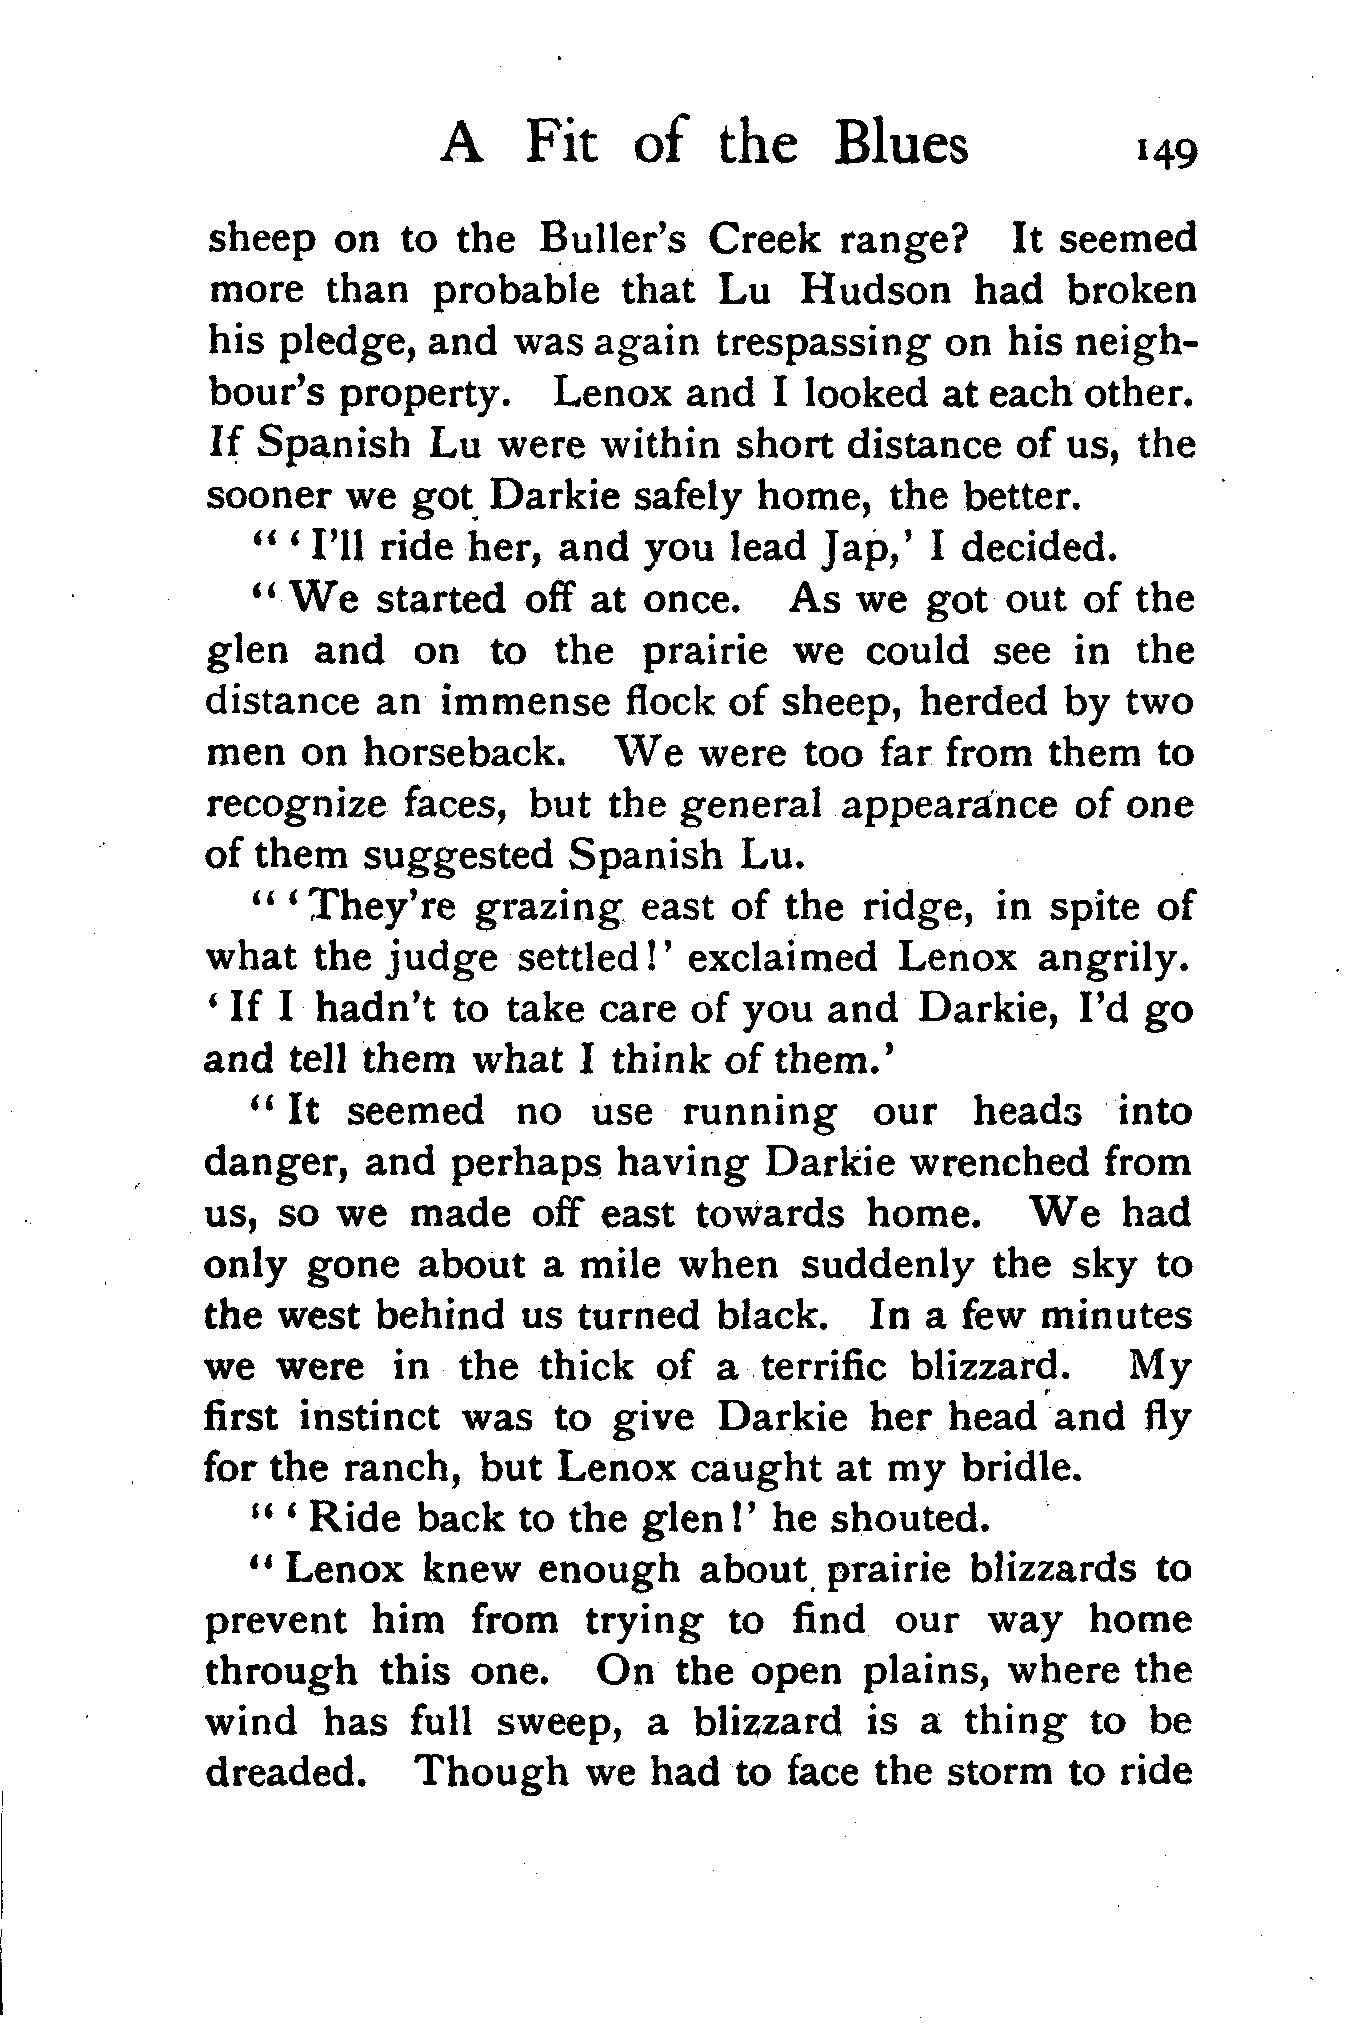 A Fit of the Blues 149
sheep on to the Buller's Creek range? It seemed
more than probable that Lu Hudson had broken
his pledge, and was again trespassing on his neigh-
bour's property. Lenox and I looked at each other.
If Spanish Lu were within short distance of us, the
sooner we got Darkie safely home, the better.
“‘I'll ride her, and you lead Jap,’ I decided.
“We started off at once. As we got out of the
glen and on to the prairie we could see in the
distance an immense flock of sheep, herded by two
men on horseback. We were too far from them to
recognize faces, but the general appearance of one
of them suggested Spanish Lu.
“‘They're grazing east of the ridge, in spite of
what the judge settled!’ exclaimed Lenox angrily.
‘If I hadn't to take care of you and Darkie, I'd go
and tell them what I think of them.’
“It seemed no use running our heads into
danger, and perhaps having Darkie wrenched from
us, so we made off east towards home. We had
only gone about a mile when suddenly the sky to
the west behind us turned black. In a few minutes
we were in the thick of a terrific blizzard. My
first instinct was to give Darkie her head and fly
for the ranch, but Lenox caught at my bridle.
“‘Ride back to the glen!’ he shouted.
“Lenox knew enough about prairie blizzards to
prevent him from trying to find our way home
through this one. On the open plains, where the
wind has full sweep, a blizzard is a thing to be
dreaded. Though we had to face the storm to ride